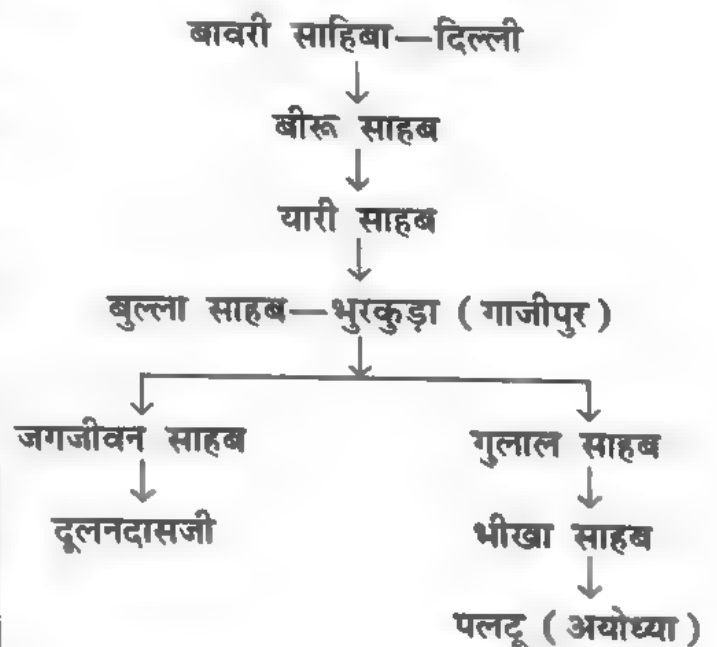 बावरी साहिबा—दिल्ली
बीरू साहब
यारी साहब
बुल्ला साहब—भुरकुड़ा ( गाजीपुर )
जगजीवन साहब गुलाल साहब
दूलनदासजी भीखा साहब
पलटू ( अयोध्या )